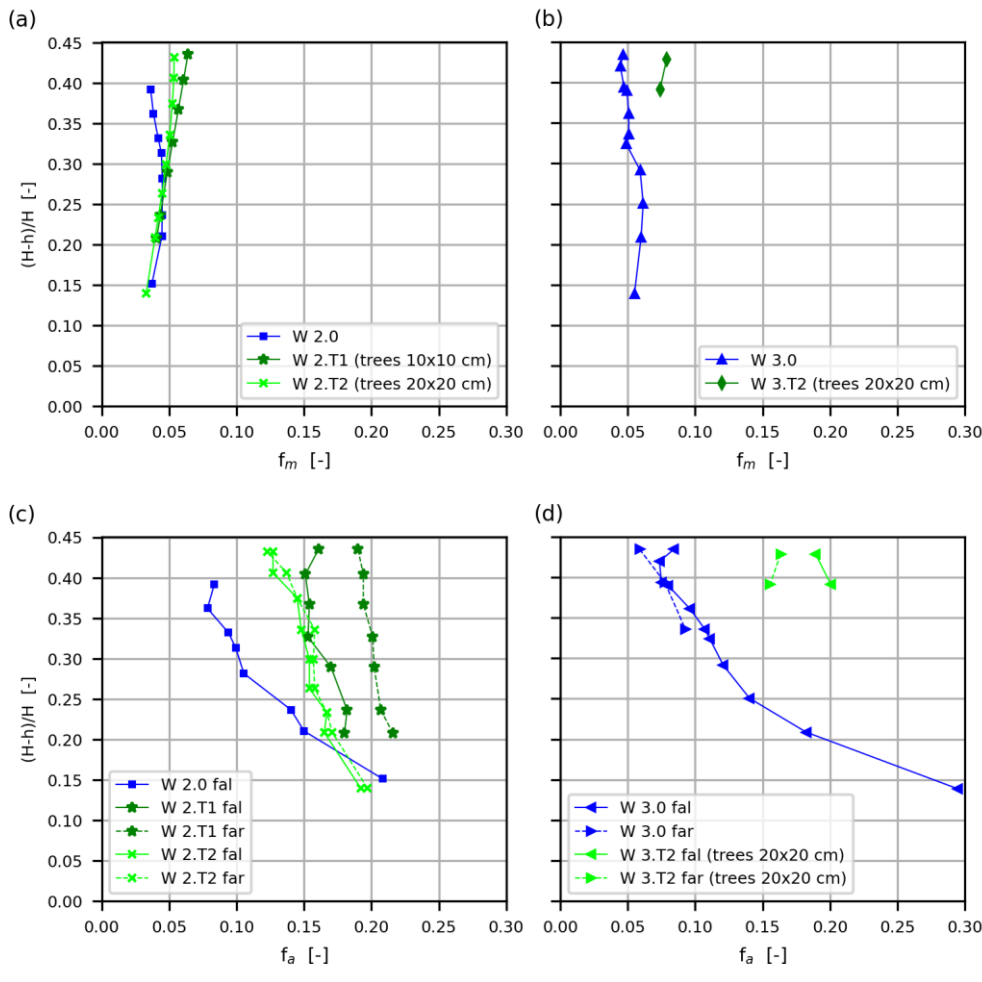 (a)
(b)
0.45
0.40
0.35
0.30
0.25
0.20
0.15
0.10
0.05
0.00
(H-h)/H [-]
W 2.0
W 2.T1 (trees 10x10 cm)
W 2.T2 (trees 20x20 cm)
W 3.0
W 3.T2 (trees 20x20 cm)
0.00 0.05 0.10 0.15 0.20 0.25 0.30
0.00 0.05 0.10 0.15 0.20 0.25 0.30
fm [-]
fm [-]
(c)
(d)
0.45
0.40
0.35
0.30
0.25
0.20
0.15
0.10
0.05
0.00
(H-h)/H [-]
W 2.0 fal
W 2.T1 fal
W 2.T1 far
W 2.T2 fal
W 2.T2 far
W 3.0 fal
W 3.0 far
W 3.T2 fal (trees 20x20 cm)
W 3.T2 far (trees 20x20 cm)
0.00 0.05 0.10 0.15 0.20 0.25 0.30
0.00 0.05 0.10 0.15 0.20 0.25 0.30
fa [-]
fa [-]